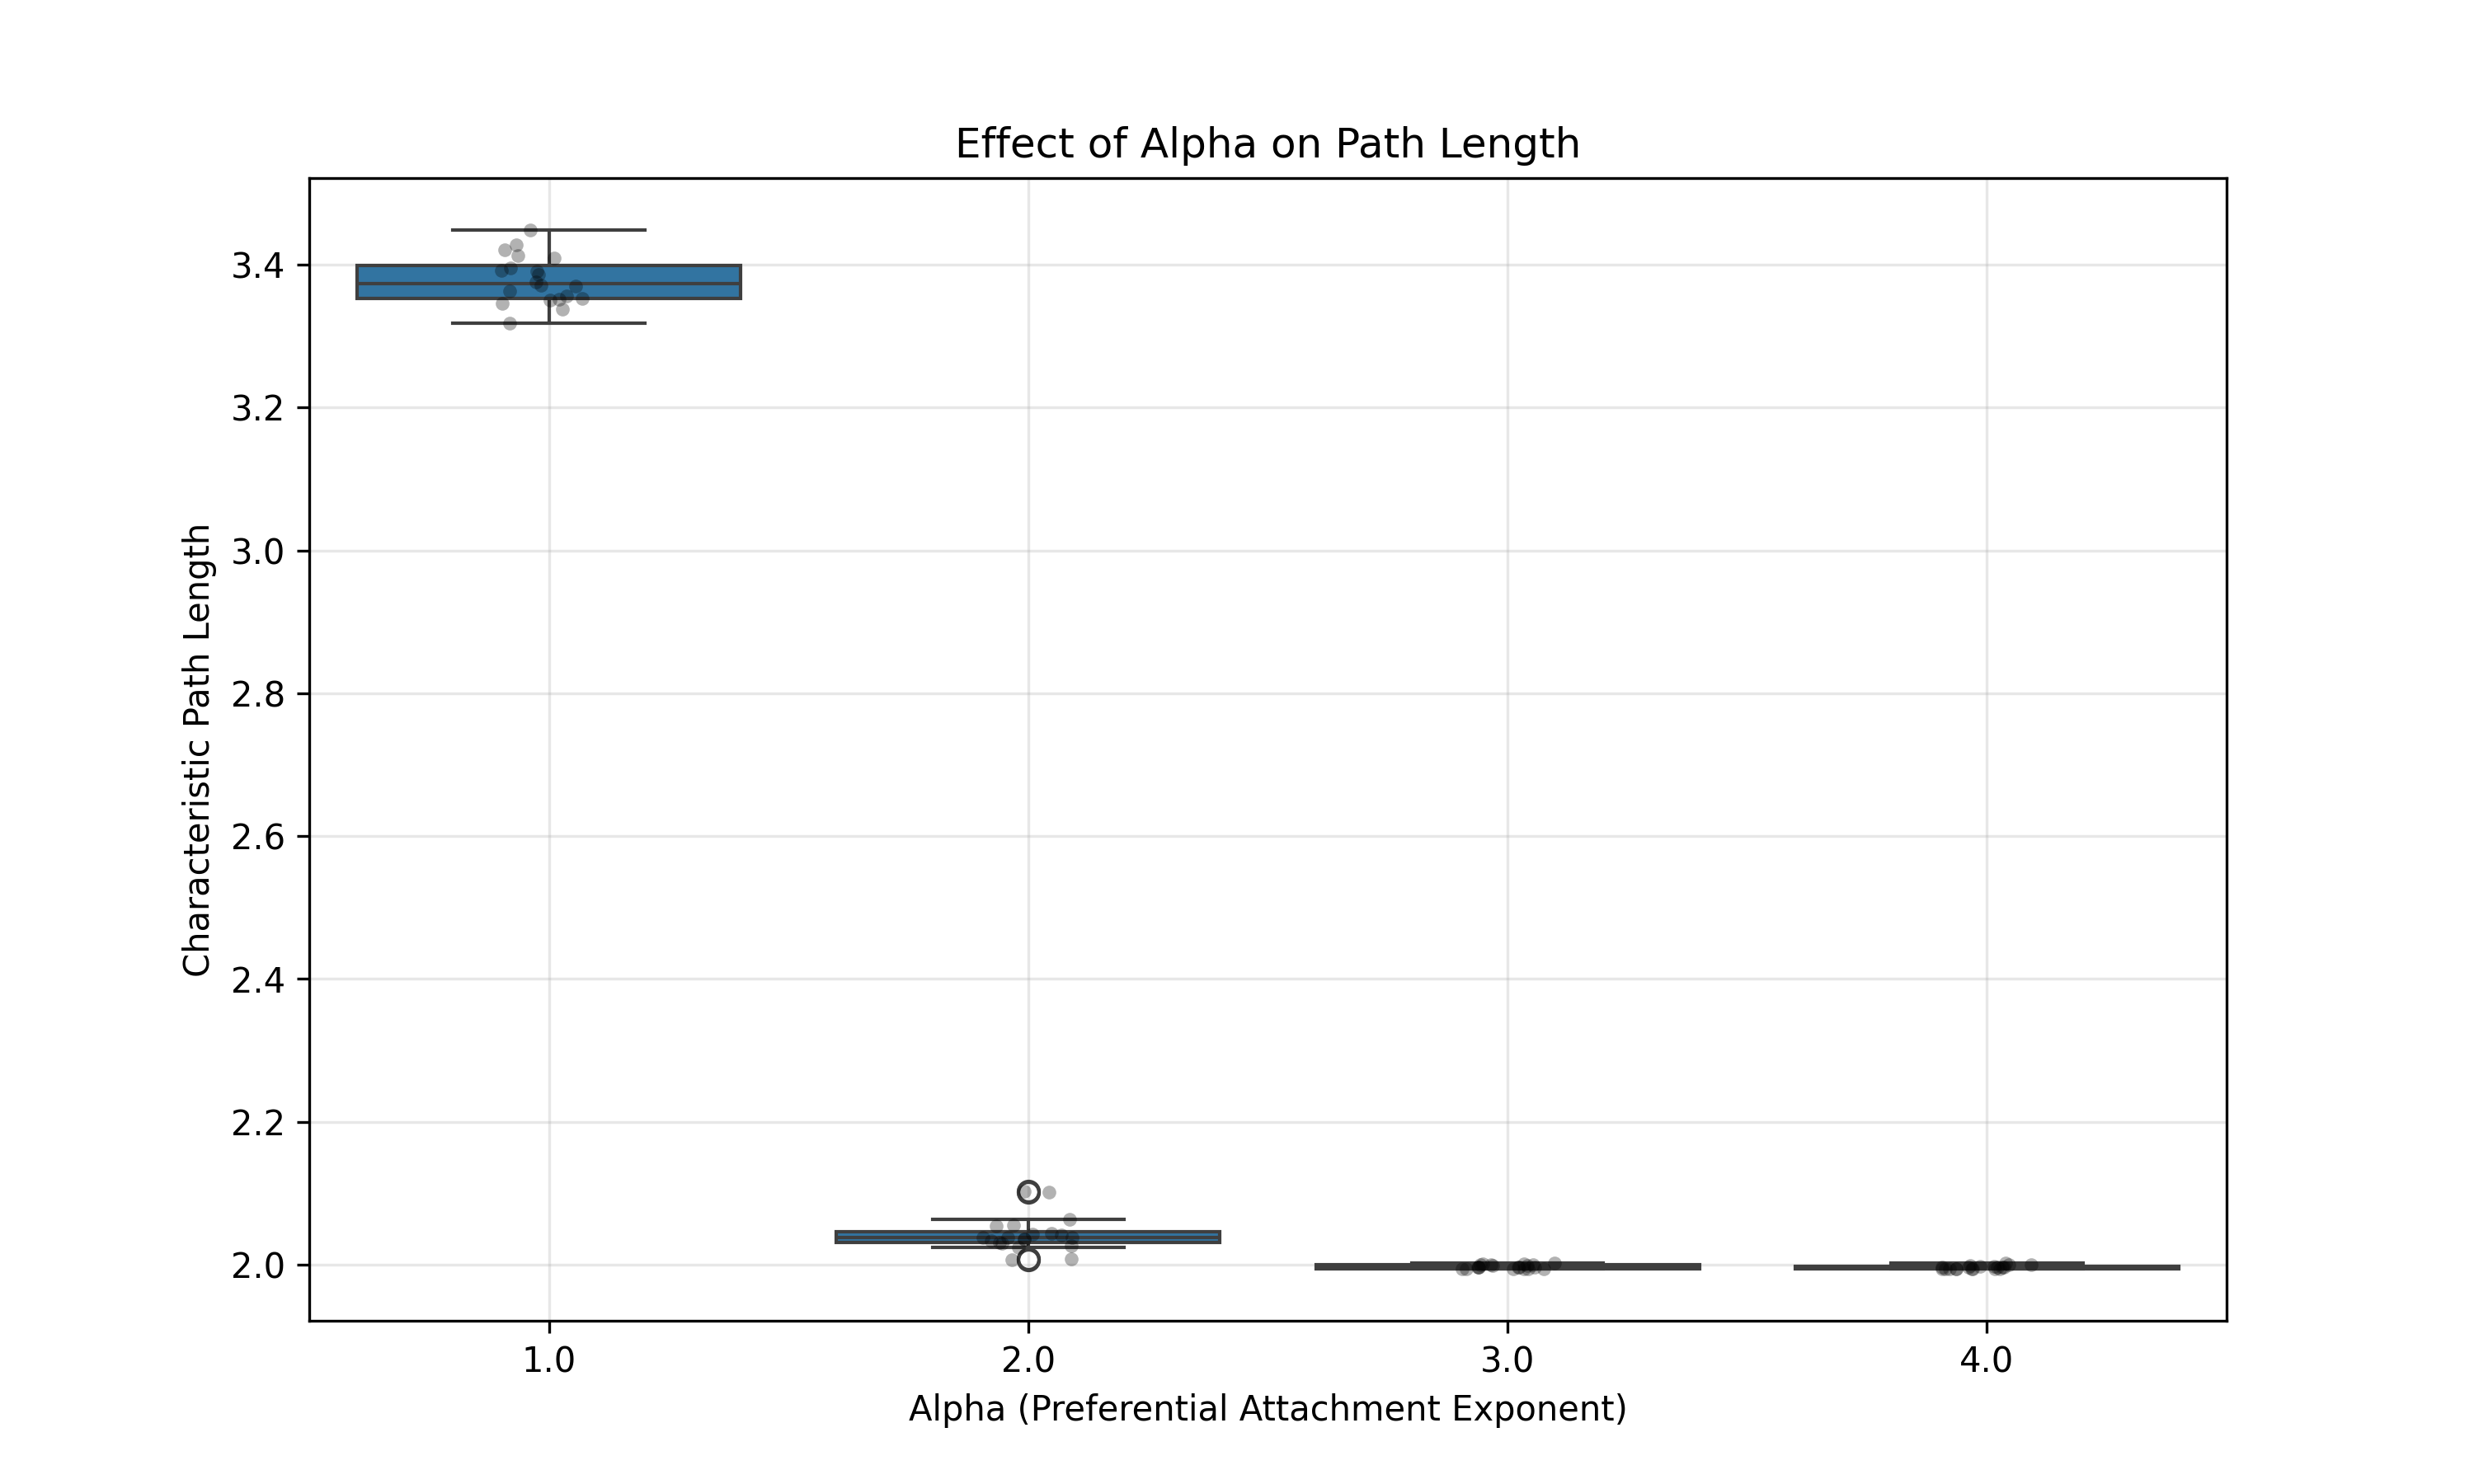 Effect of Alpha on Path Length
Characteristic Path Length
3.4
3.2
3.0
2.8
2.6
2.4
2.2
2.0
1.0 2.0 3.0 4.0
Alpha (Preferential Attachment Exponent)